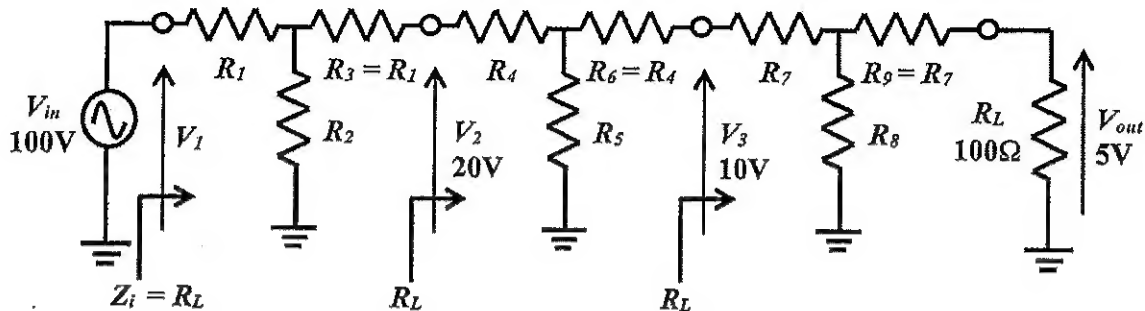 R1
R3 = R1
R4
R6 = R4
R7
R9 = R7
Vin
100V
V1
R2
V2
20V
R5
V3
10V
R8
RL
100Ω
Vout
5V
Zi = RL
RL
RL